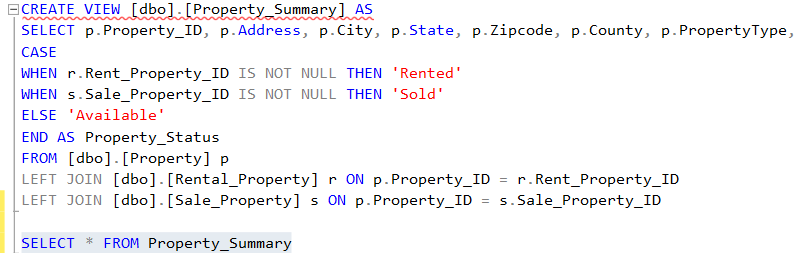 CREATE VIEW [dbo].[Property_Summary] AS
SELECT p.Property_ID, p.Address, p.City, p.State, p.Zipcode, p.County, p.PropertyType,
CASE
WHEN r.Rent_Property_ID IS NOT NULL THEN 'Rented'
WHEN s.Sale_Property_ID IS NOT NULL THEN 'Sold'
ELSE 'Available'
END AS Property_Status
FROM [dbo].[Property] p
LEFT JOIN [dbo].[Rental_Property] r ON p.Property_ID = r.Rent_Property_ID
LEFT JOIN [dbo].[Sale_Property] s ON p.Property_ID = s.Sale_Property_ID
SELECT * FROM Property_Summary